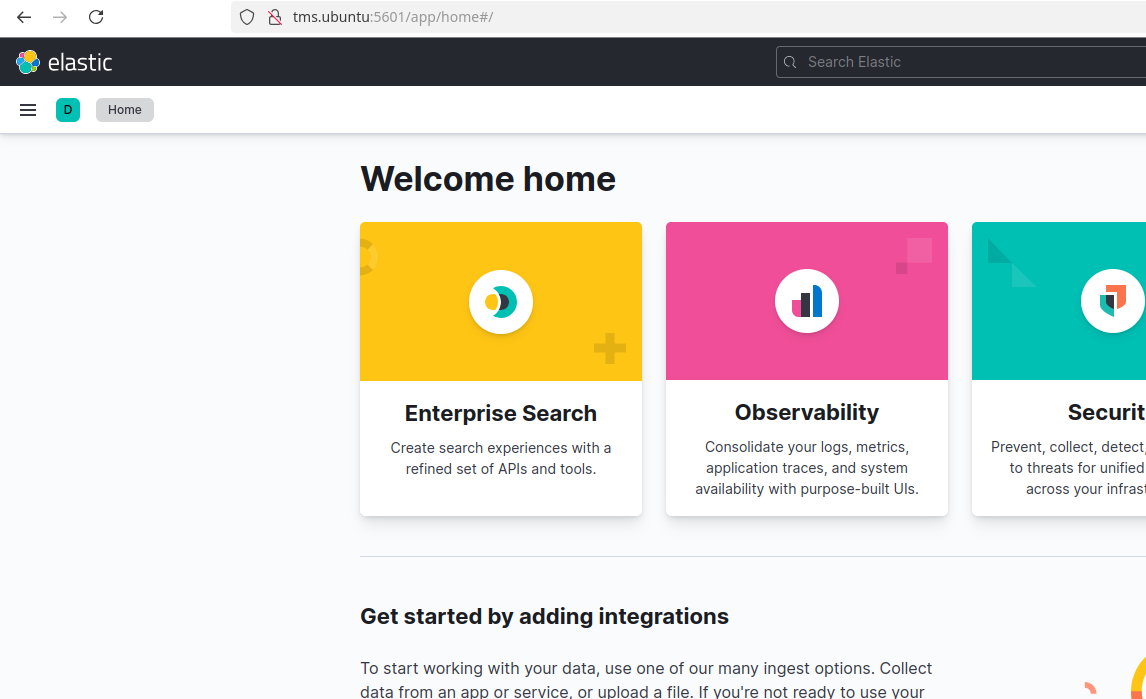 tms.ubuntu:5601/app/home#/
elastic
Search Elastic
D
Home
Welcome home
Enterprise Search
Create search experiences with a
refined set of APIs and tools.
Observability
Consolidate your logs, metrics,
application traces, and system
availability with purpose-built UIs.
Securit
Prevent, collect, detect,
to threats for unified
across your infrast
Get started by adding integrations
To start working with your data, use one of our many ingest options. Collect
data from an app or service, or upload a file. If you're not ready to use your